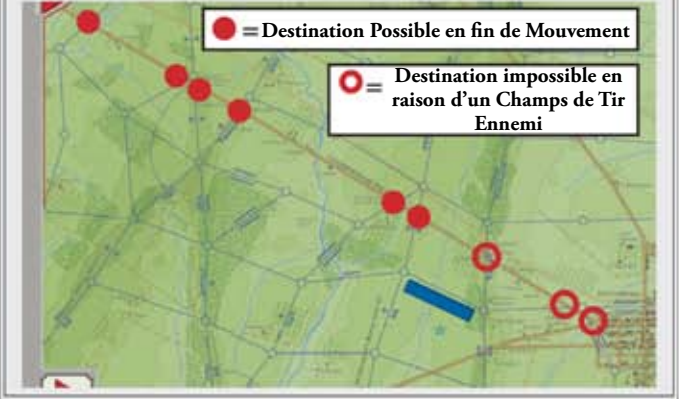 = Destination Possible en fin de Mouvement
= Destination impossible en
raison d'un Champs de Tir
Ennemi